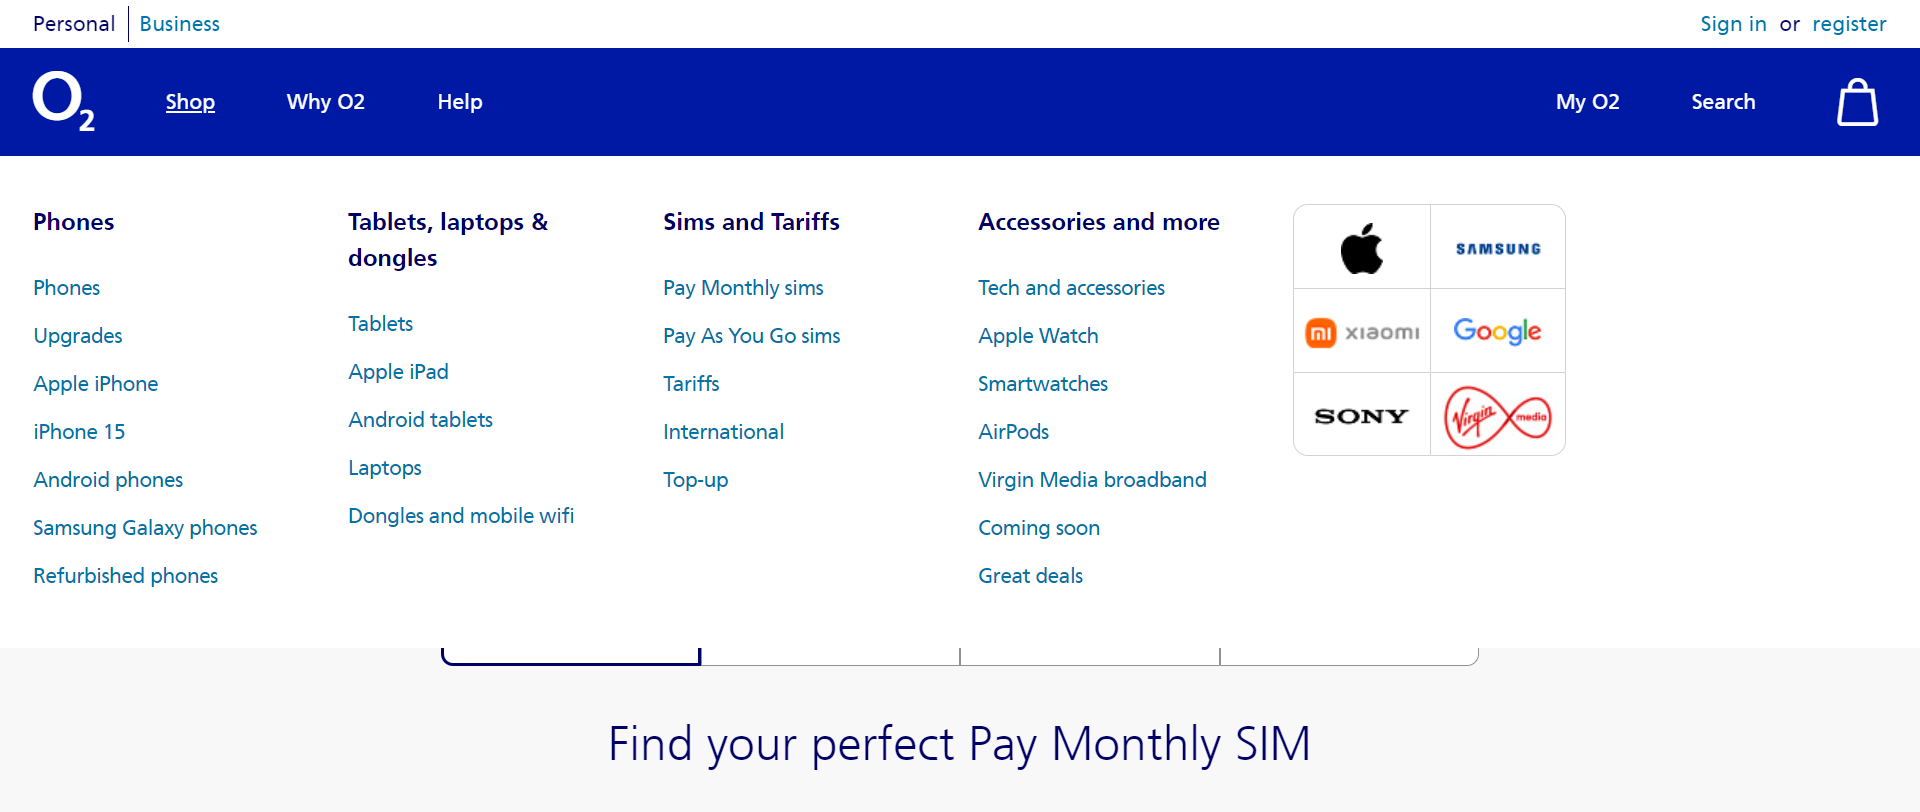 Personal Business
Sign in or register
O2 Shop Why O2 Help My O2 Search
Phones
Phones
Upgrades
Apple iPhone
iPhone 15
Android phones
Samsung Galaxy phones
Refurbished phones
Tablets, laptops &
dongles
Tablets
Apple iPad
Android tablets
Laptops
Dongles and mobile wifi
Sims and Tariffs
Pay Monthly sims
Pay As You Go sims
Tariffs
International
Top-up
Accessories and more
Tech and accessories
Apple Watch
Smartwatches
AirPods
Virgin Media broadband
Coming soon
Great deals
SAMSUNG
mi xiaomi
Google
SONY
Virgin media
Find your perfect Pay Monthly SIM